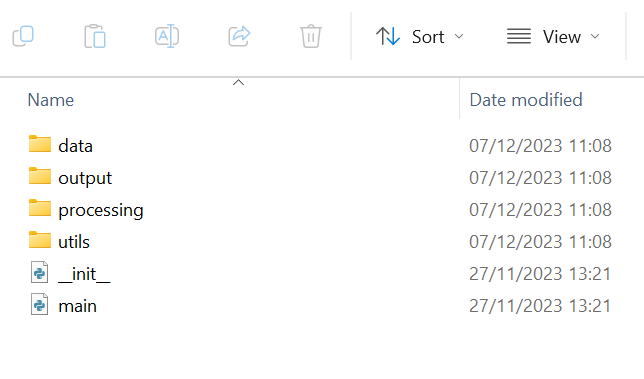 Sort View
Name Date modified
data 07/12/2023 11:08
output 07/12/2023 11:08
processing 07/12/2023 11:08
utils 07/12/2023 11:08
__init__ 27/11/2023 13:21
main 27/11/2023 13:21